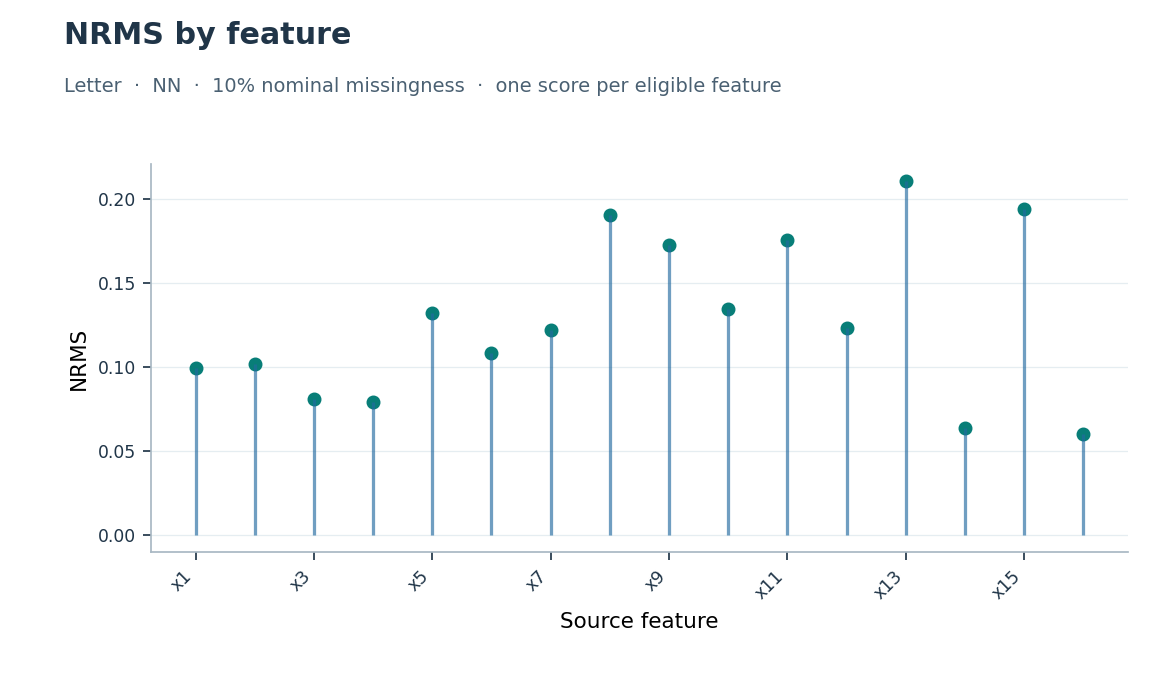 NRMS by feature
Letter · NN · 10% nominal missingness · one score per eligible feature
NRMS
0.20
0.15
0.10
0.05
0.00
x1 x3 x5 x7 x9 x11 x13 x15
Source feature